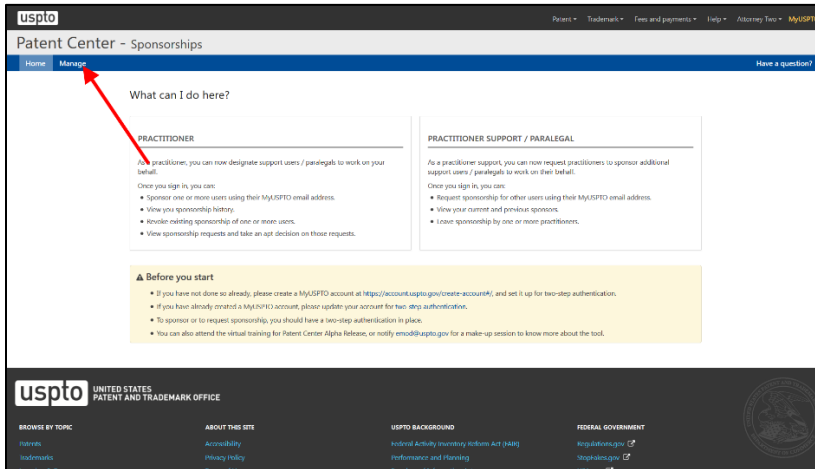 uspto
Patent Trademark Fees and payments Help Attorney Two MyUSPTO
Patent Center - Sponsorships
Home Manage Have a question?
What can I do here?
PRACTITIONER
As a practitioner, you can now designate support users / paralegals to work on your
behalf.
Once you sign in, you can:
• Sponsor one or more users using their MyUSPTO email address.
• View you sponsorship history.
• Revoke existing sponsorship of one or more users.
• View sponsorship requests and take an apt decision on those requests.
PRACTITIONER SUPPORT / PARALEGAL
As a practitioner support, you can now request practitioners to sponsor additional
support users / paralegals to work on their behalf.
Once you sign in, you can:
• Request sponsorship for other users using their MyUSPTO email address.
• View your current and previous sponsors.
• Leave sponsorship by one or more practitioners.
Before you start
• If you have not done so already, please create a MyUSPTO account at https://account.uspto.gov/create-account#/, and set it up for two-step authentication.
• If you have already created a MyUSPTO account, please update your account for two-step authentication.
• To sponsor or to request sponsorship, you should have a two-step authentication in place.
• You can also attend the virtual training for Patent Center Alpha Release, or notify emod@uspto.gov for a make-up session to know more about the tool.
uspto UNITED STATES
PATENT AND TRADEMARK OFFICE
BROWSE BY TOPIC
Patents
Trademarks
ABOUT THIS SITE
Accessibility
Privacy Policy
USPTO BACKGROUND
Federal Activity Inventory Reform Act (FAIR)
Performance and Planning
FEDERAL GOVERNMENT
Regulations.gov
StopFakes.gov